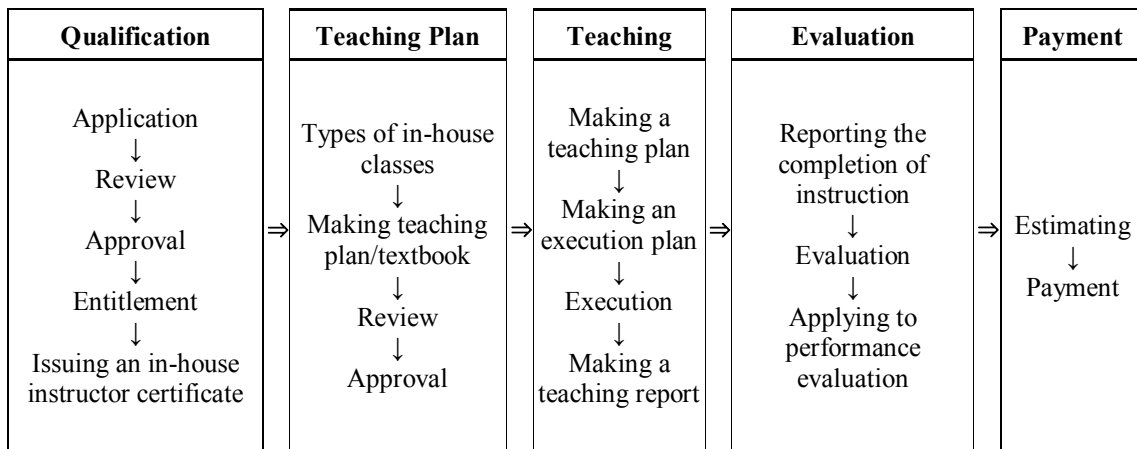 Qualification
Application
↓
Review
↓
Approval
↓
Entitlement
↓
Issuing an in-house
instructor certificate
⇒
Teaching Plan
Types of in-house
classes
↓
Making teaching
plan/textbook
↓
Review
↓
Approval
⇒
Teaching
Making a
teaching plan
↓
Making an
execution plan
↓
Execution
↓
Making a
teaching report
⇒
Evaluation
Reporting the
completion of
instruction
↓
Evaluation
↓
Applying to
performance
evaluation
⇒
Payment
Estimating
↓
Payment